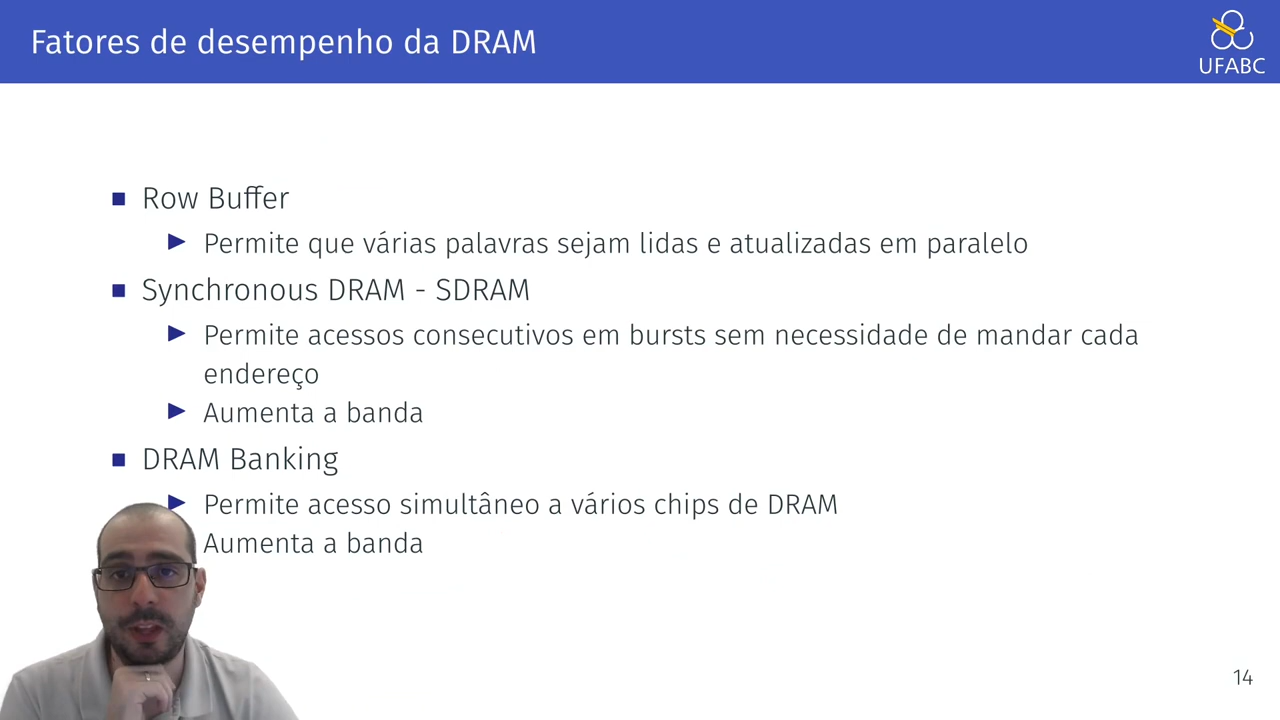 Fatores de desempenho da DRAM
UFABC
Row Buffer
Permite que várias palavras sejam lidas e atualizadas em paralelo
Synchronous DRAM - SDRAM
Permite acessos consecutivos em bursts sem necessidade de mandar cada
endereço
Aumenta a banda
DRAM Banking
Permite acesso simultâneo a vários chips de DRAM
Aumenta a banda
14